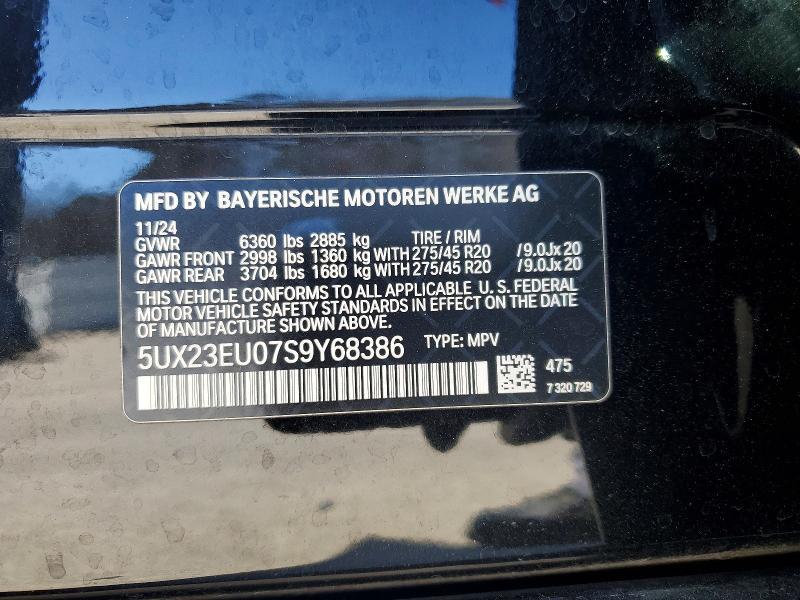 MFD BY BAYERISCHE MOTOREN WERKE AG
11/24
GVWR 6360 lbs 2885 kg TIRE / RIM
GAWR FRONT 2998 lbs 1360 kg WITH 275/45 R20 /9.0Jx20
GAWR REAR 3704 lbs 1680 kg WITH 275/45 R20 /9.0Jx20
THIS VEHICLE CONFORMS TO ALL APPLICABLE U. S. FEDERAL
MOTOR VEHICLE SAFETY STANDARDS IN EFFECT ON THE DATE
OF MANUFACTURE SHOWN ABOVE.
5UX23EU07S9Y68386 TYPE: MPV
475
7 320 729